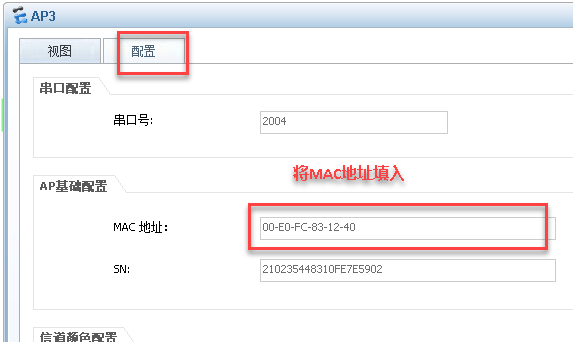 AP3
视图
配置
串口配置
串口号:
2004
将MAC地址填入
AP基础配置
MAC 地址:
00-E0-FC-83-12-40
SN:
210235448310FE7E5902
信道颜色配置